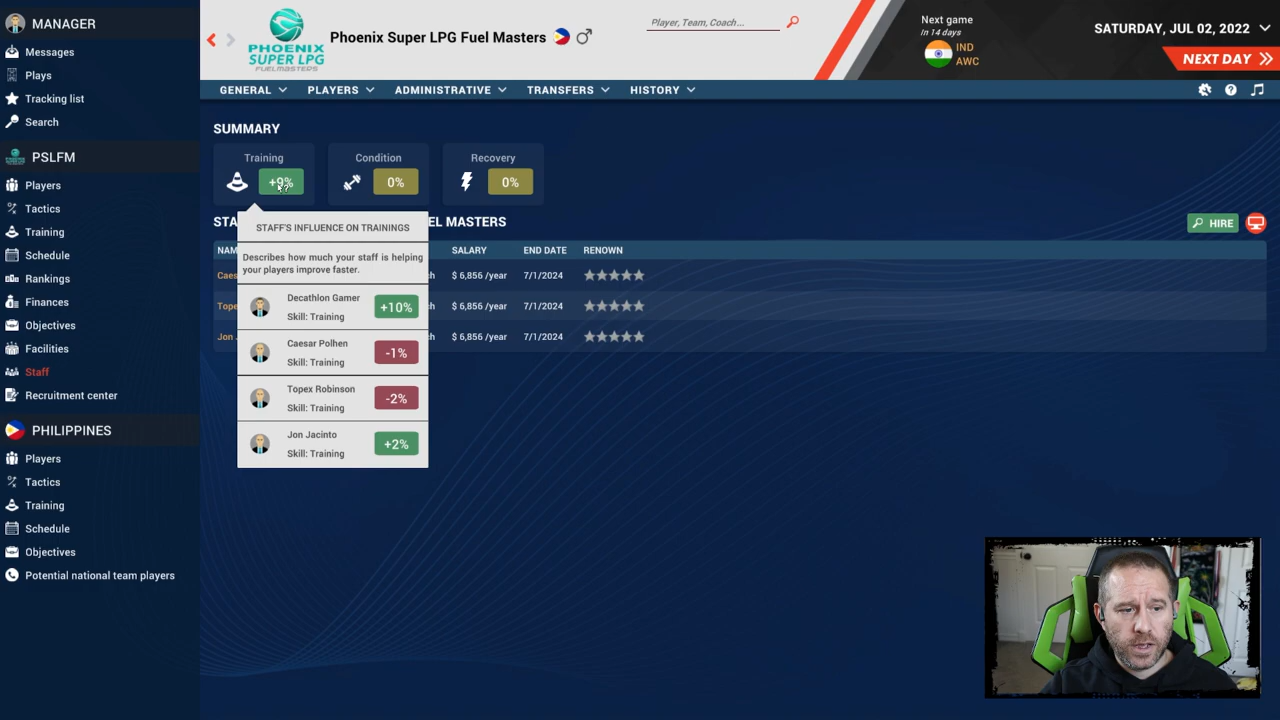 MANAGER
Messages
Plays
Tracking list
Search
PSLFM
Players
Tactics
Training
Schedule
Rankings
Finances
Objectives
Facilities
Staff
Recruitment center
PHILIPPINES
Players
Tactics
Training
Schedule
Objectives
Potential national team players
PHOENIX
SUPER LPG
FUELMASTERS
Phoenix Super LPG Fuel Masters
Player, Team, Coach...
Next game
In 14 days
IND
AWC
SATURDAY, JUL 02, 2022
NEXT DAY
GENERAL PLAYERS ADMINISTRATIVE TRANSFERS HISTORY
SUMMARY
Training
+9%
Condition
0%
Recovery
0%
STA
EL MASTERS
HIRE
NAM SALARY END DATE RENOWN
Caes h $ 6,856 /year 7/1/2024
Tope h $ 6,856 /year 7/1/2024
Jon J h $ 6,856 /year 7/1/2024
STAFF'S INFLUENCE ON TRAININGS
Describes how much your staff is helping
your players improve faster.
Decathlon Gamer
Skill: Training
+10%
Caesar Polhen
Skill: Training
-1%
Topex Robinson
Skill: Training
-2%
Jon Jacinto
Skill: Training
+2%